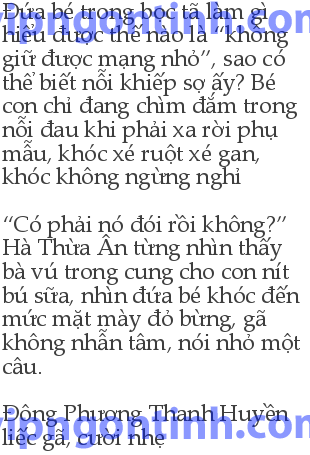 Đứa bé trong bọc tã làm gì
hiểu được thế nào là “không
giữ được mạng nhỏ”, sao có
thể biết nỗi khiếp sợ ấy? Bé
con chỉ đang chìm đắm trong
nỗi đau khi phải xa rời phụ
mẫu, khóc xé ruột xé gan,
khóc không ngừng nghỉ
“Có phải nó đói rồi không?”
Hà Thừa Ân từng nhìn thấy
bà vú trong cung cho con nít
bú sữa, nhìn đứa bé khóc đến
mức mặt mày đỏ bừng, gã
không nhẫn tâm, nói nhỏ một
câu.
Đông Phương Thanh Huyền
liếc gã, cười nhẹ
vipngontinh.com
vipngontinh.com